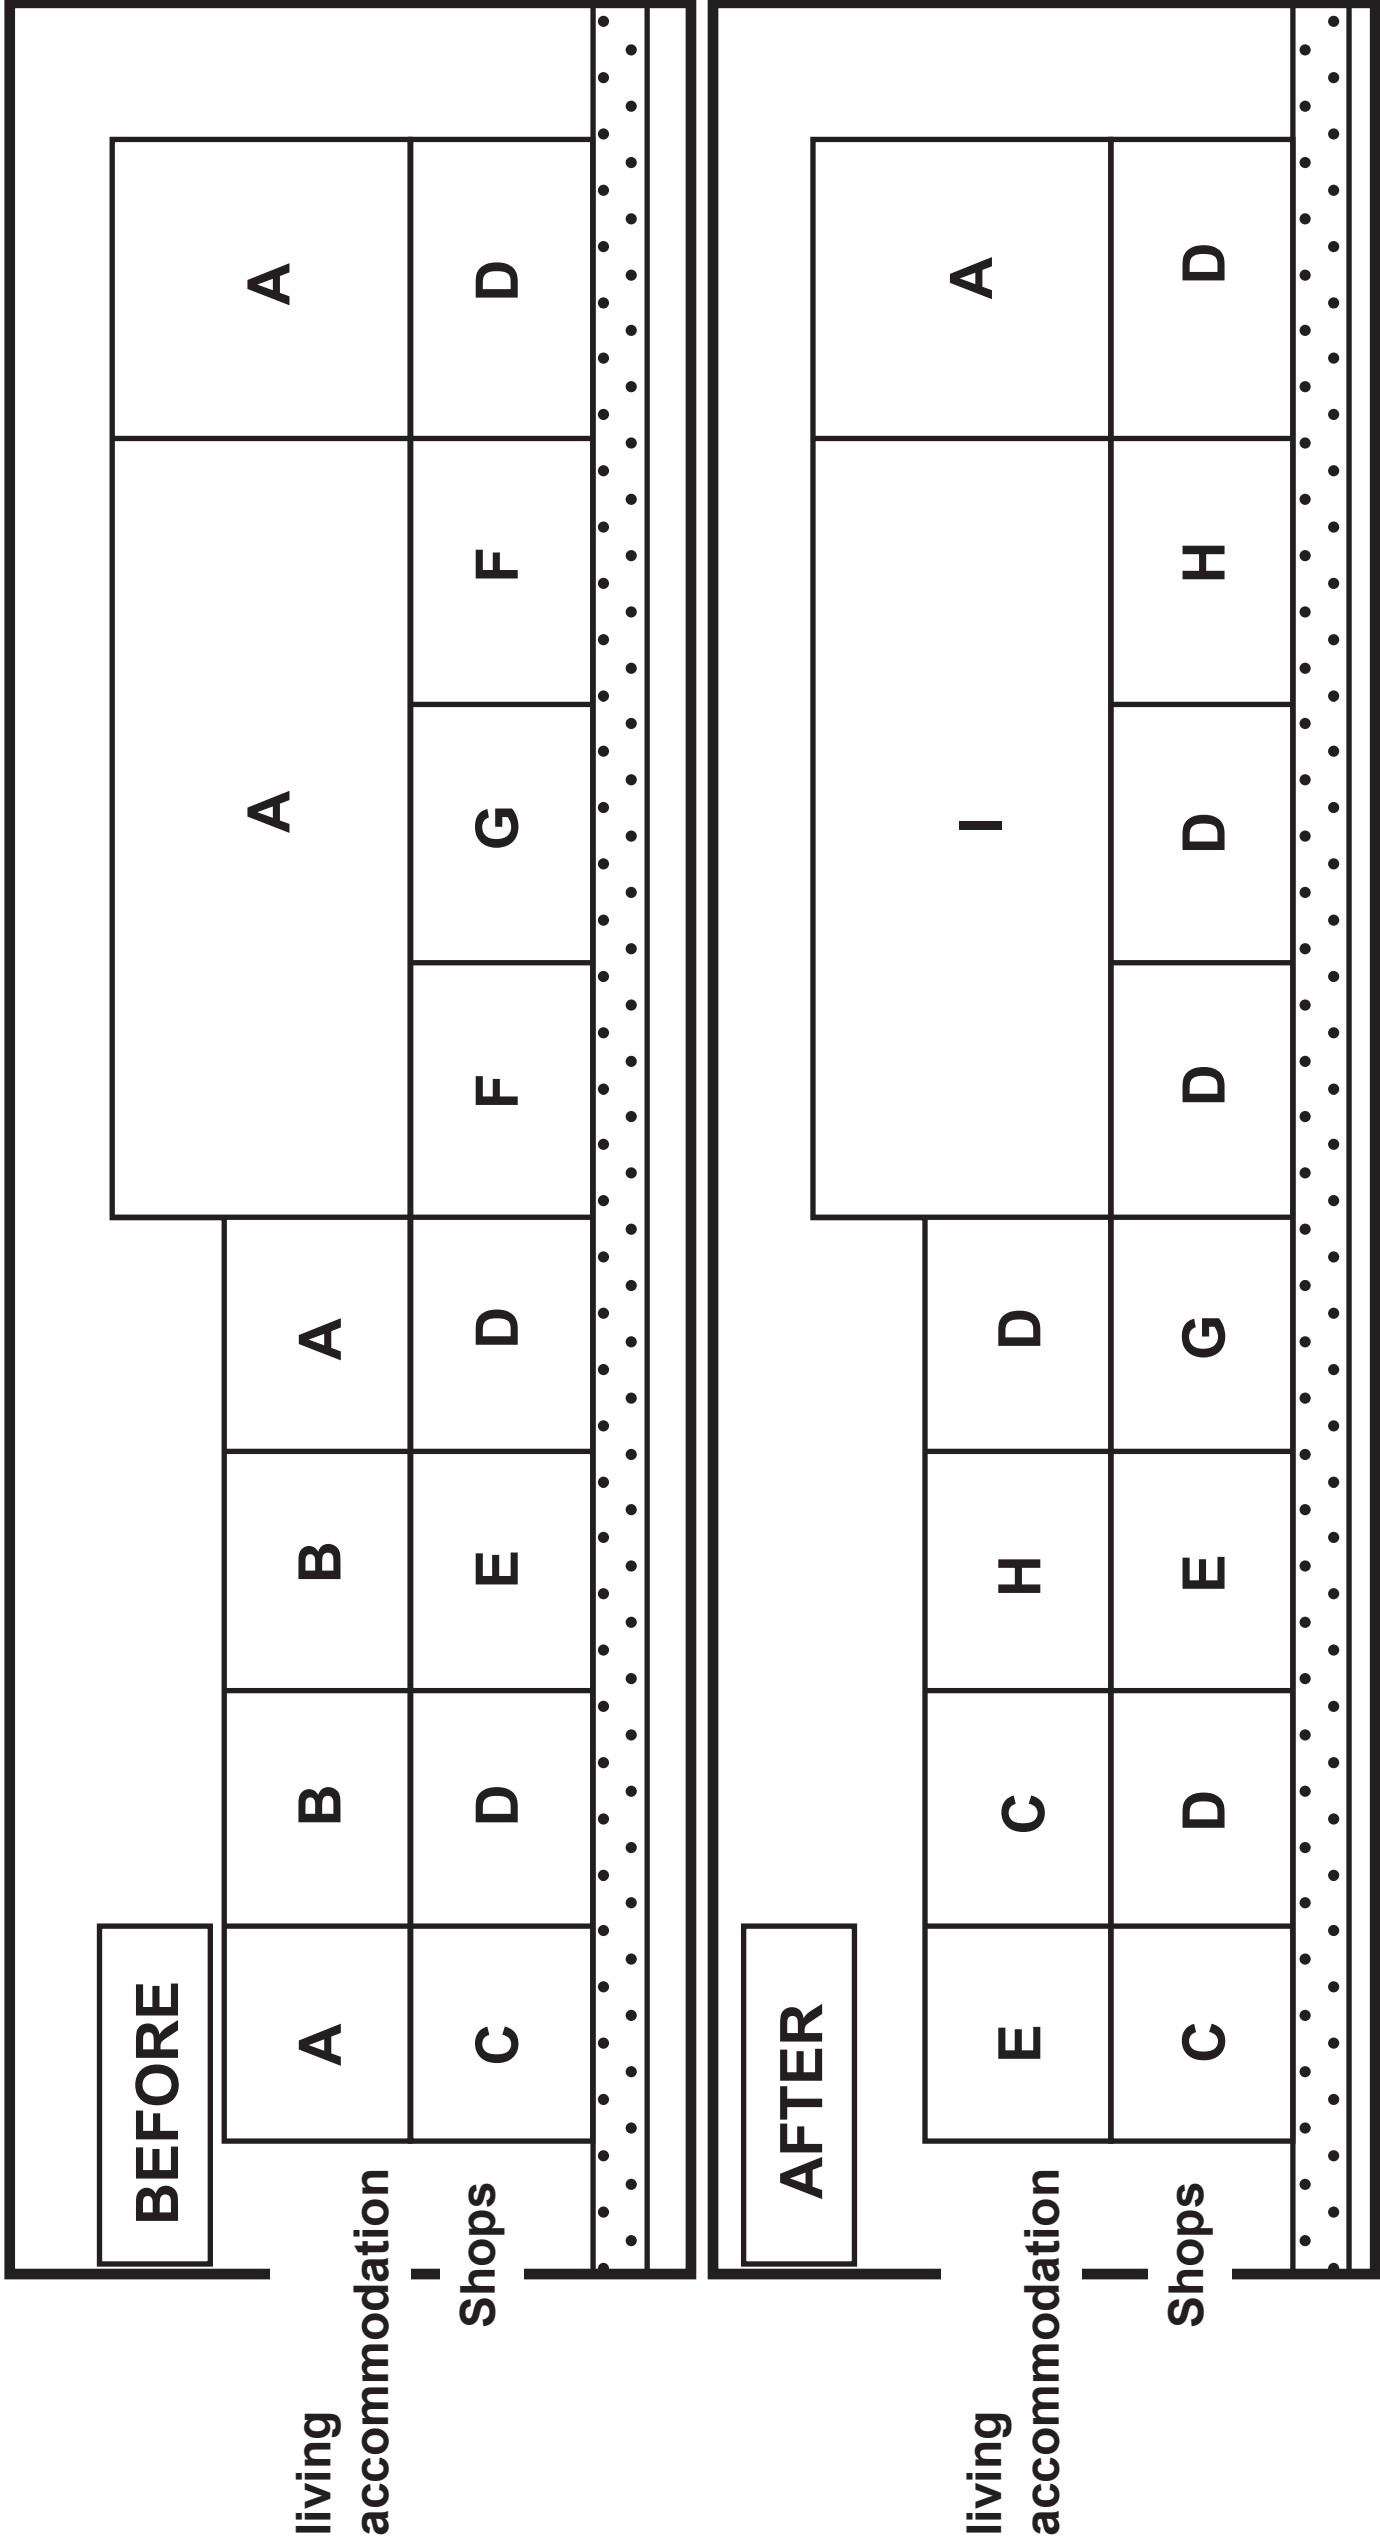 BEFORE
living
accommodation
A B B A A A
Shops
C D E D F G F D
AFTER
living
accommodation
E C H D I A
Shops
C D E G D D H D